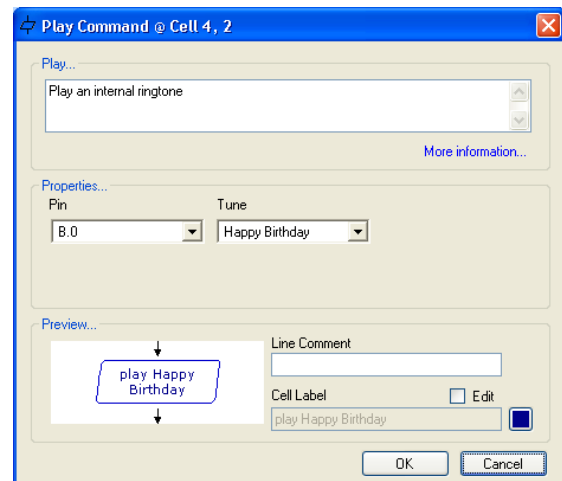 Play Command @ Cell 4, 2
Play...
Play an internal ringtone
More information...
Properties...
Pin
Tune
B.0
Happy Birthday
Preview...
play Happy
Birthday
Line Comment
Cell Label
Edit
play Happy Birthday
OK
Cancel